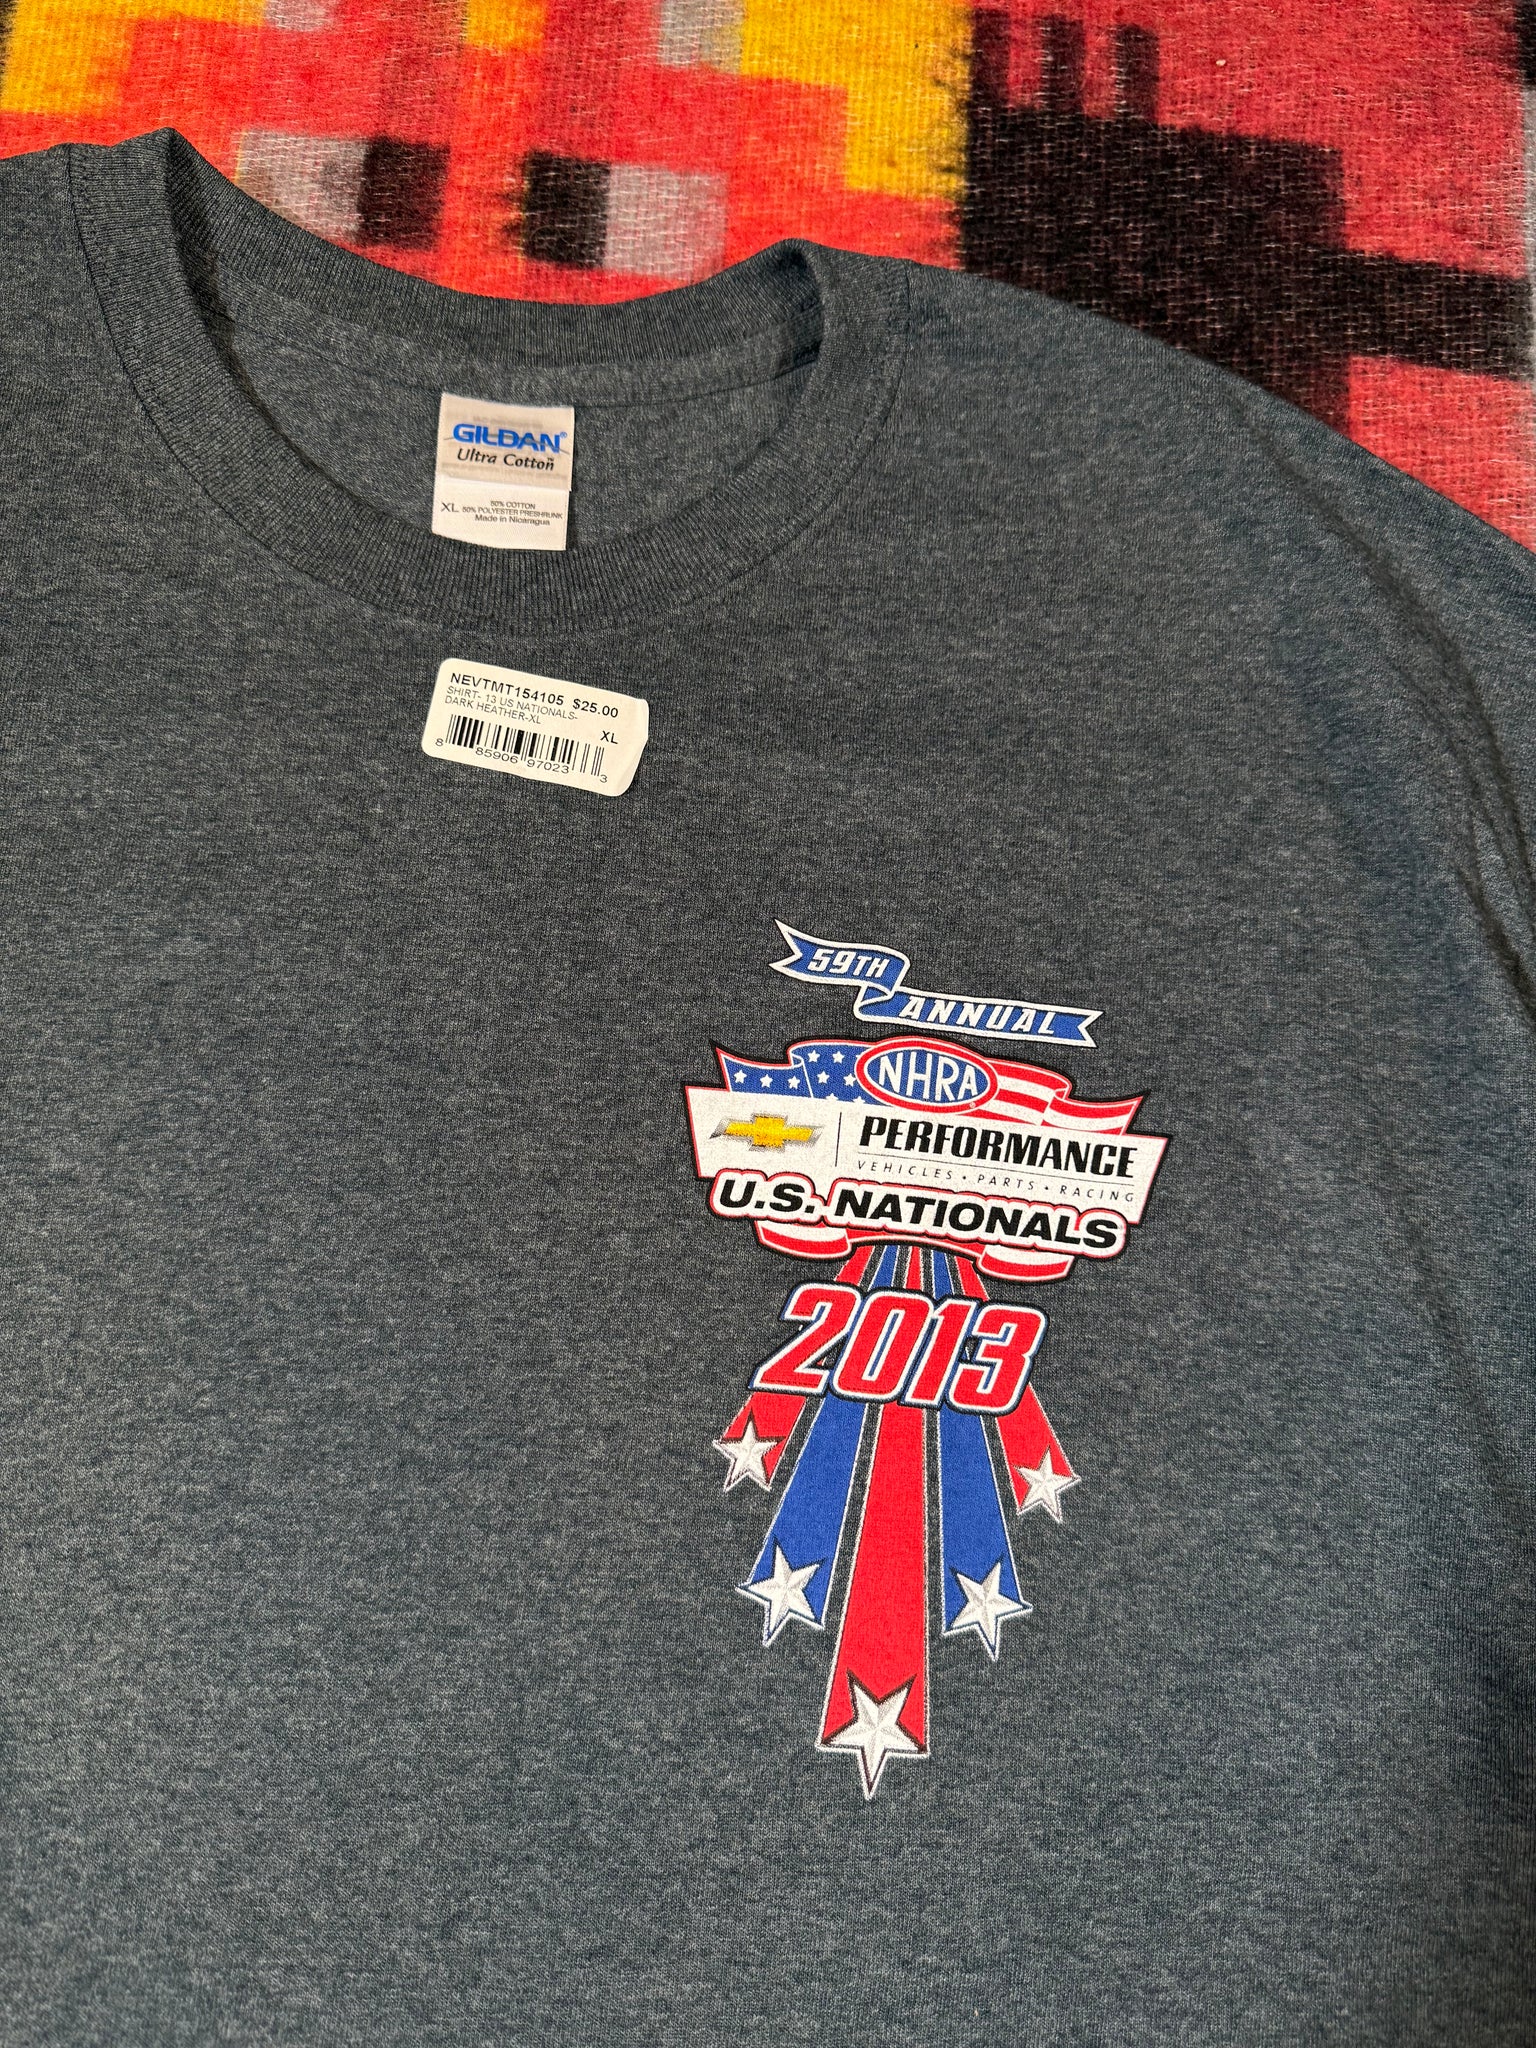 GILDAN®
Ultra Cotton™
XL
50% COTTON
50% POLYESTER PRESHRUNK
Made in Nicaragua
NEVTMT154105 $25.00
SHIRT- 13 US NATIONALS-
DARK HEATHER-XL
XL
8 85906 97023 3
59TH
ANNUAL
NHRA
PERFORMANCE
VEHICLES • PARTS • RACING
U.S. NATIONALS
2013